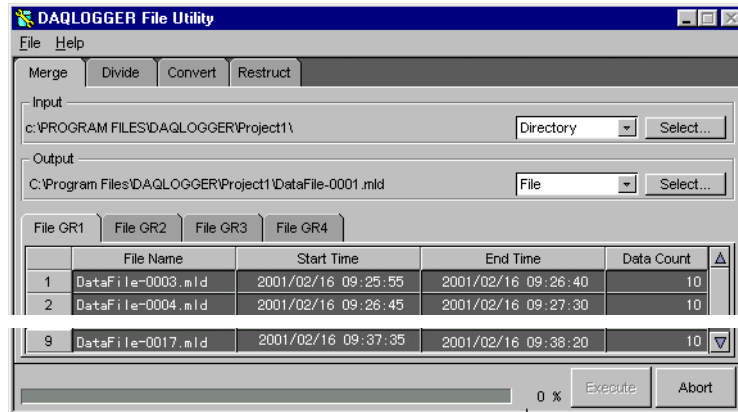 DAQLOGGER File Utility
File Help
Merge Divide Convert Restruct
Input
c:\PROGRAM FILES\DAQLOGGER\Project1\ Directory Select...
Output
C:\Program Files\DAQLOGGER\Project1\DataFile-0001.mld File Select...
File GR1 File GR2 File GR3 File GR4
File Name Start Time End Time Data Count
1 DataFile-0003.mld 2001/02/16 09:25:55 2001/02/16 09:26:40 10
2 DataFile-0004.mld 2001/02/16 09:26:45 2001/02/16 09:27:30 10
9 DataFile-0017.mld 2001/02/16 09:37:35 2001/02/16 09:38:20 10
0 % Execute Abort